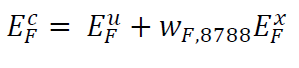 $E_F^c = E_F^u + w_{F,8788} E_F^x$